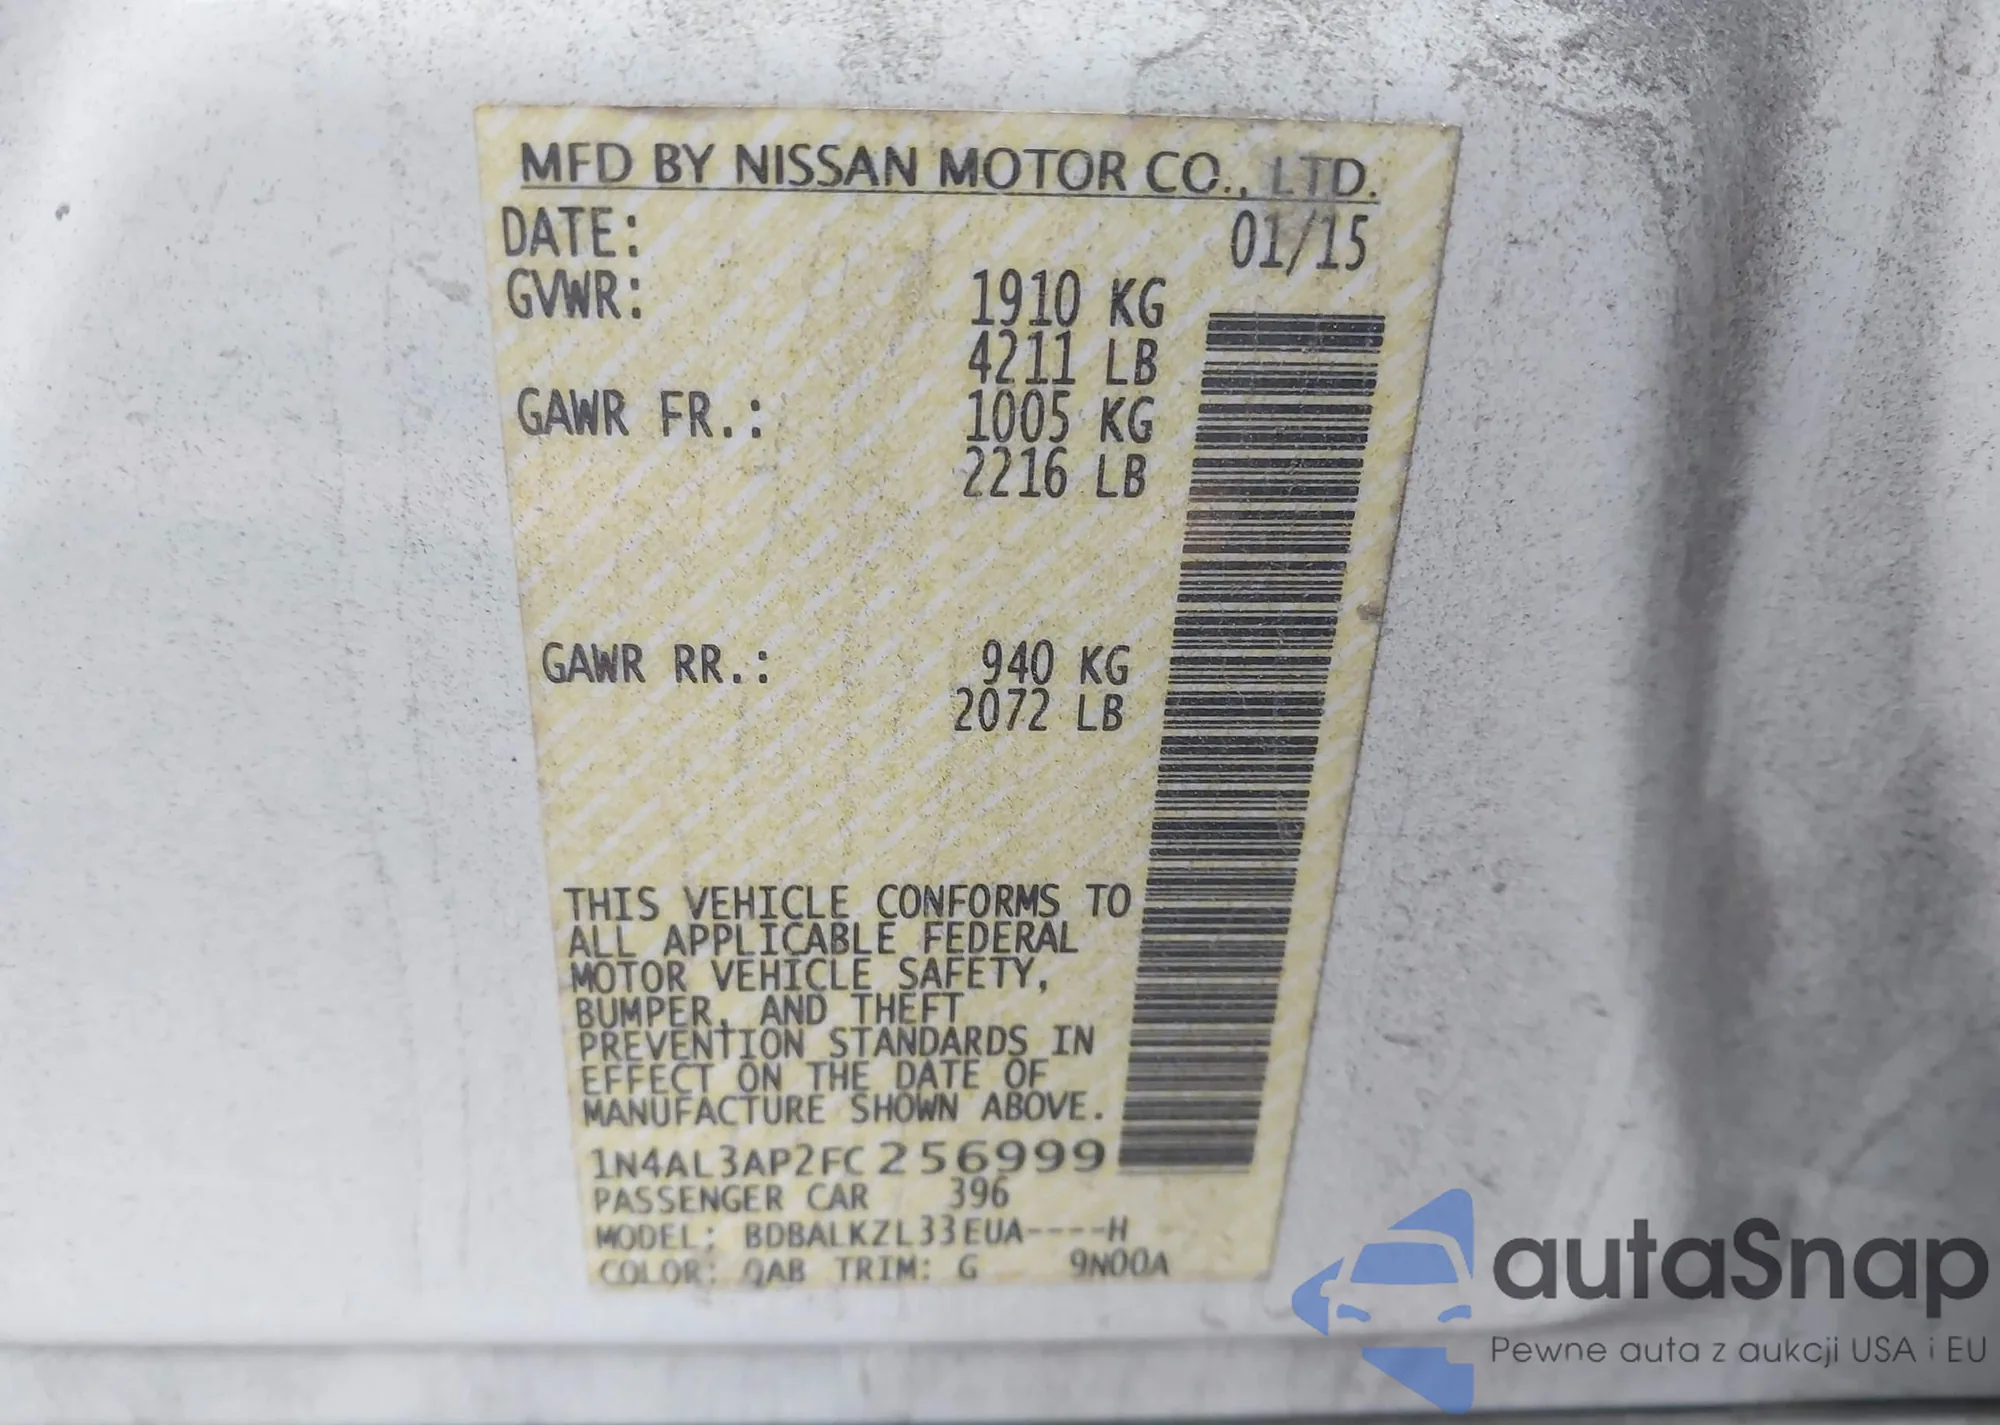 MFD BY NISSAN MOTOR CO., LTD.
DATE: 01/15
GVWR: 1910 KG
4211 LB
GAWR FR.: 1005 KG
2216 LB
GAWR RR.: 940 KG
2072 LB
THIS VEHICLE CONFORMS TO
ALL APPLICABLE FEDERAL
MOTOR VEHICLE SAFETY,
BUMPER, AND THEFT
PREVENTION STANDARDS IN
EFFECT ON THE DATE OF
MANUFACTURE SHOWN ABOVE.
1N4AL3AP2FC256999
PASSENGER CAR 396
MODEL: BDBALKZL33EUA----H
COLOR: QAB TRIM: G 9N00A
autaSnap
Pewne auta z aukcji USA i EU